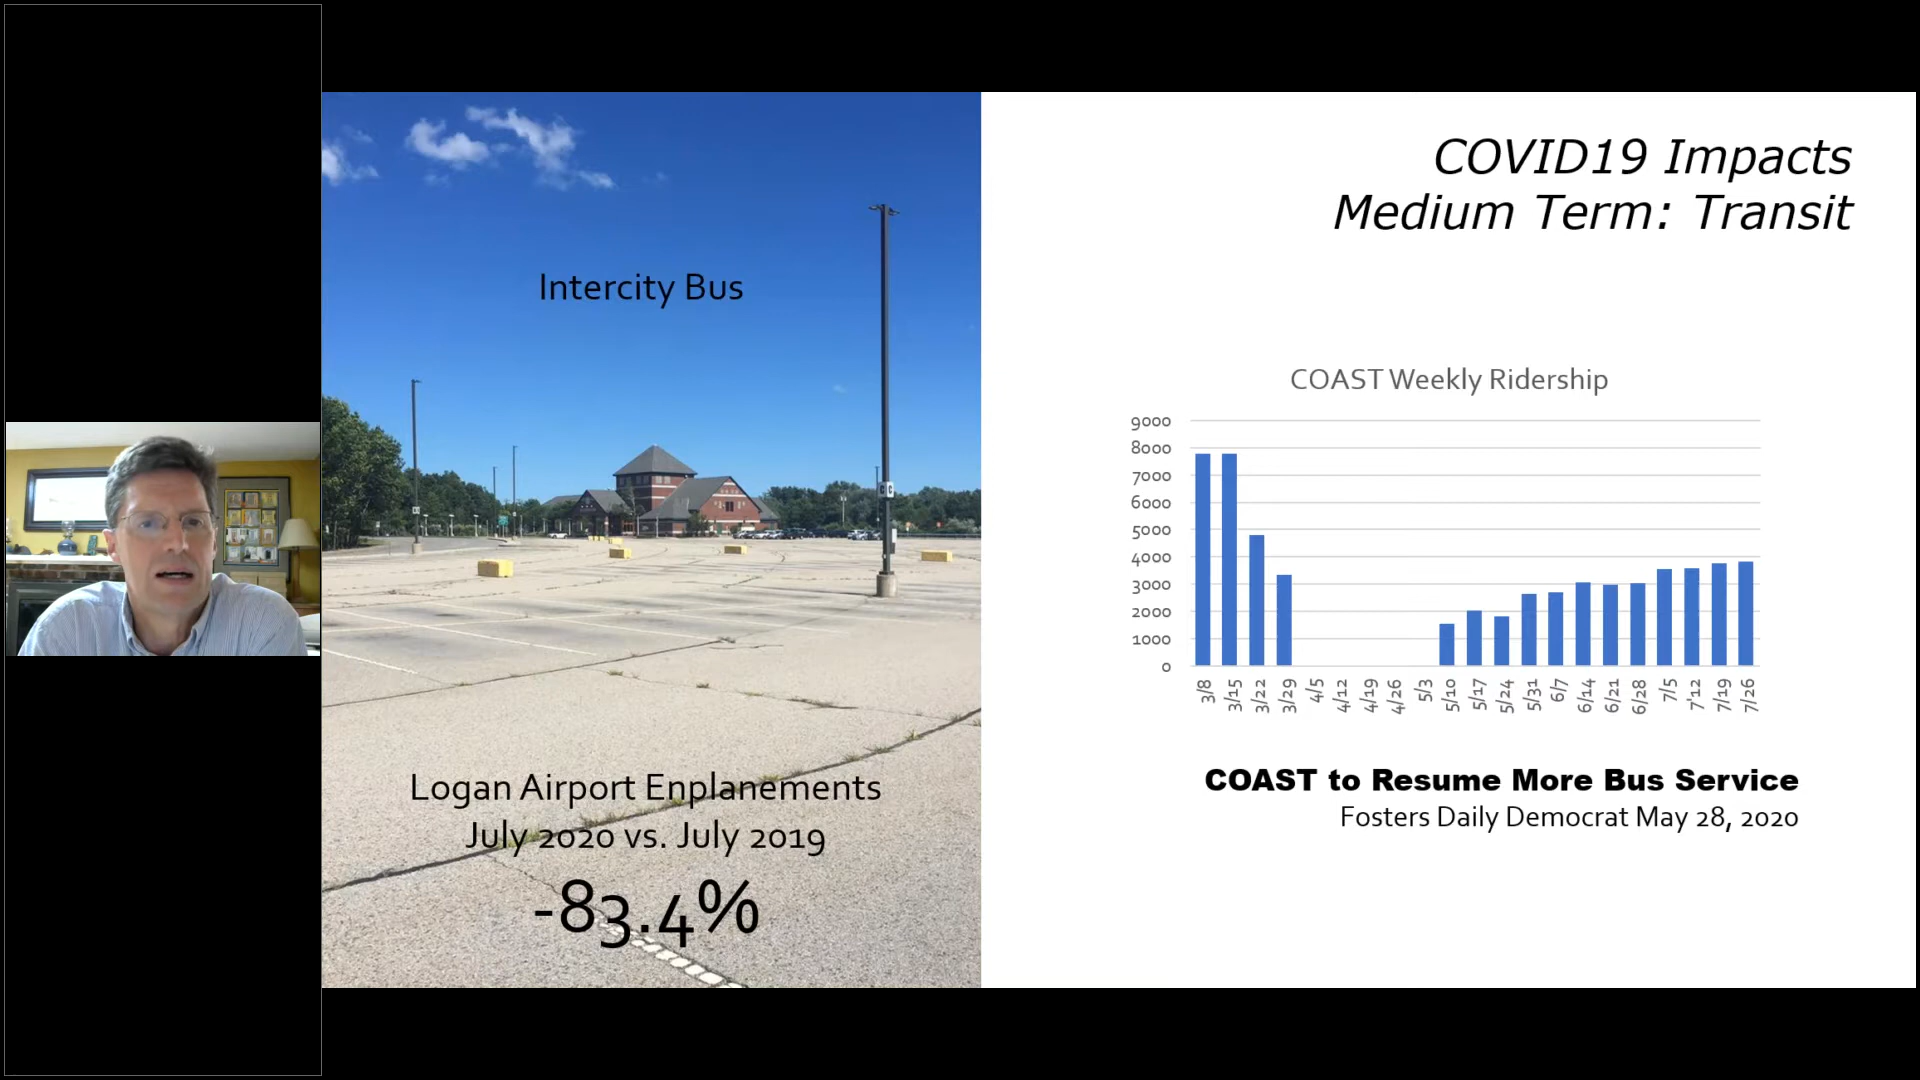 Intercity Bus
Logan Airport Enplanements
July 2020 vs. July 2019
-83.4%
COVID19 Impacts
Medium Term: Transit
COAST Weekly Ridership
9000
8000
7000
6000
5000
4000
3000
2000
1000
0
3/8 3/15 3/22 3/29 4/5 4/12 4/19 4/26 5/3 5/10 5/17 5/24 5/31 6/7 6/14 6/21 6/28 7/5 7/12 7/19 7/26
COAST to Resume More Bus Service
Fosters Daily Democrat May 28, 2020